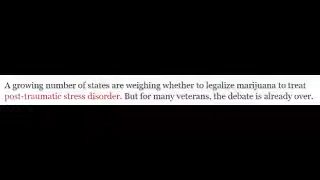 A growing number of states are weighing whether to legalize marijuana to treat
post-traumatic stress disorder. But for many veterans, the debate is already over.